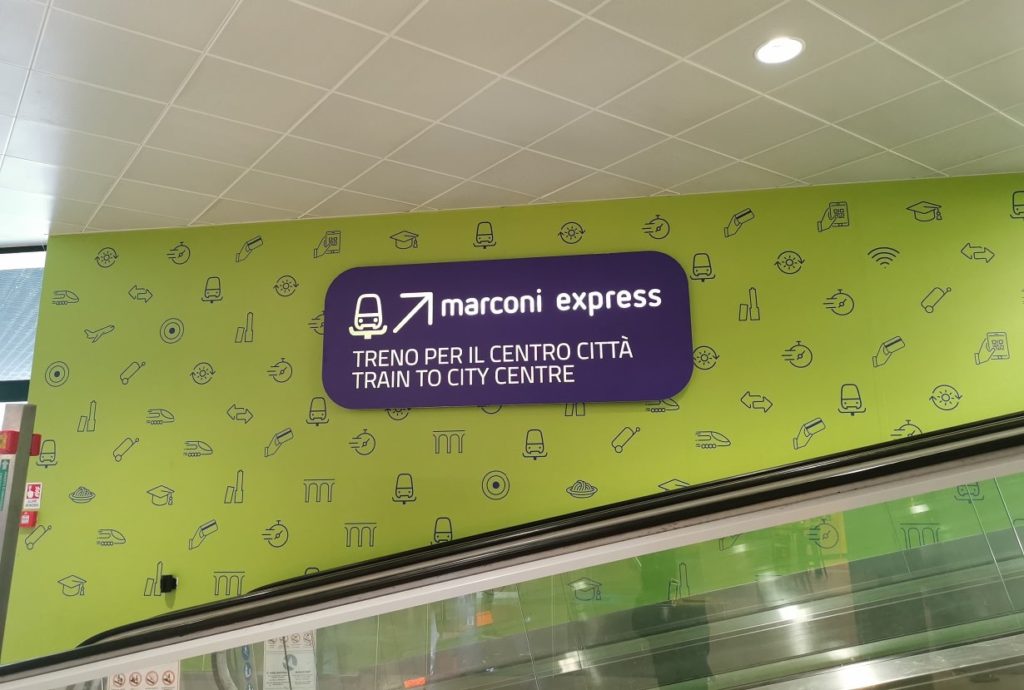 marconi express
TRENO PER IL CENTRO CITTÀ
TRAIN TO CITY CENTRE